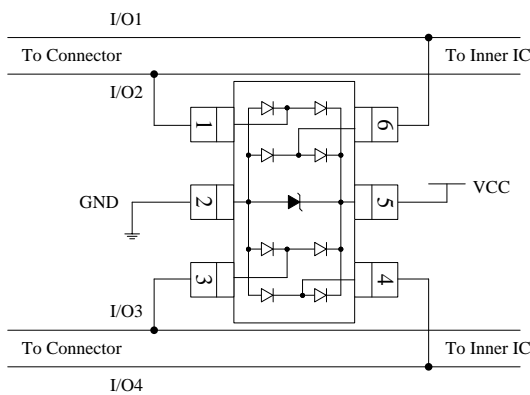 I/O1
To Connector
To Inner IC
I/O2
1
6
GND
2
5
VCC
3
4
I/O3
To Connector
To Inner IC
I/O4